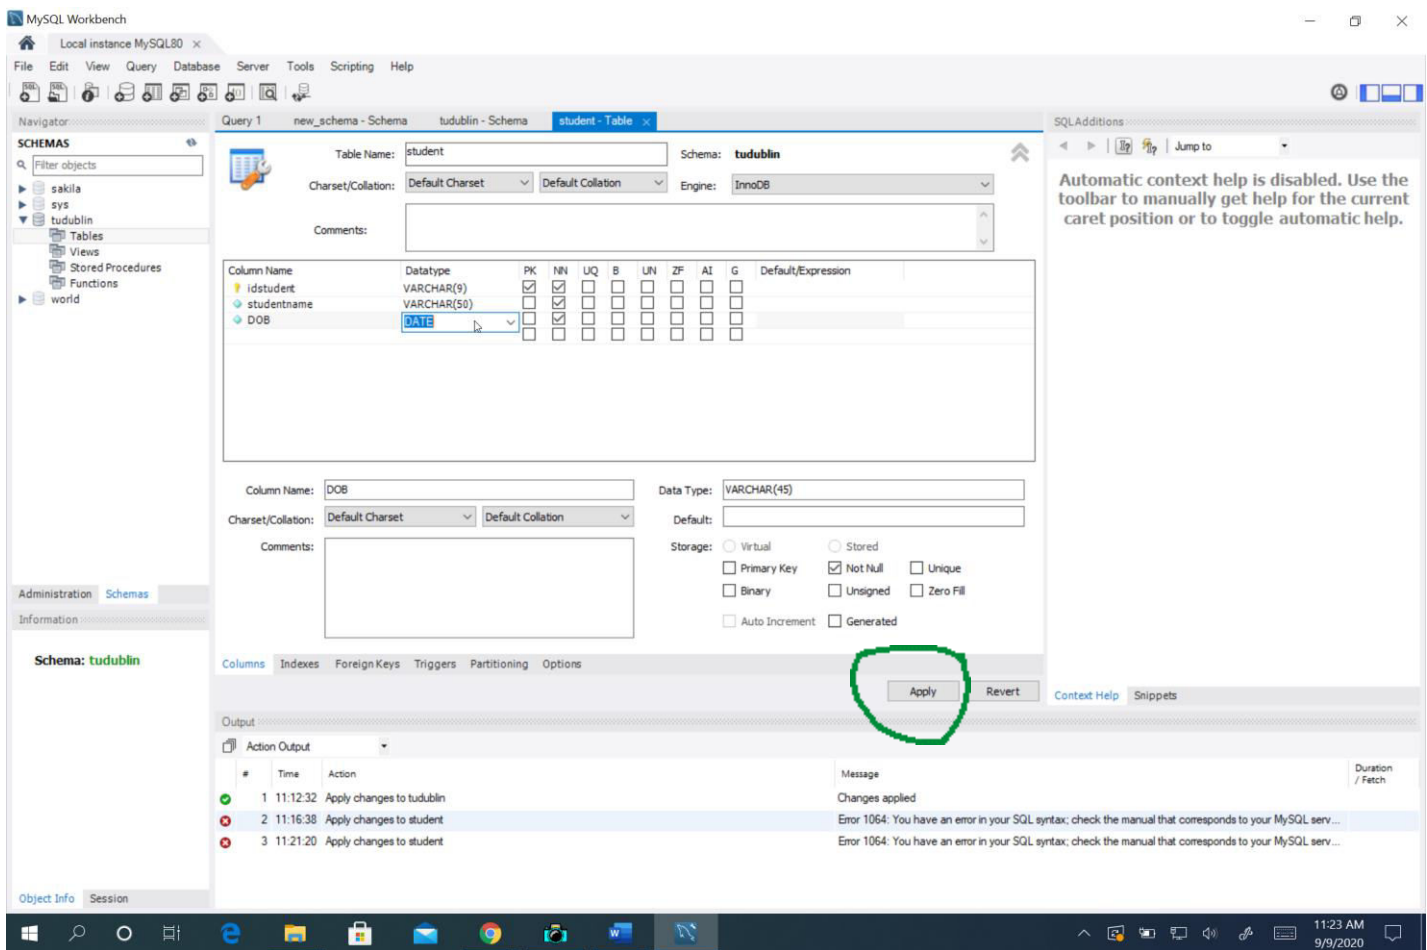 MySQL Workbench
Local instance MySQL80
File Edit View Query Database Server Tools Scripting Help
Navigator
SCHEMAS
Filter objects
sakila
sys
tudublin
Tables
Views
Stored Procedures
Functions
world
Administration Schemas
Information
Schema: tudublin
Object Info Session
Query 1 new_schema - Schema tudublin - Schema student - Table
Table Name: student Schema: tudublin
Charset/Collation: Default Charset Default Collation Engine: InnoDB
Comments:
Column Name Datatype PK NN UQ B UN ZF AI G Default/Expression
idstudent VARCHAR(9)
studentname VARCHAR(50)
DOB DATE
Column Name: DOB Data Type: VARCHAR(45)
Charset/Collation: Default Charset Default Collation Default:
Comments: Storage: Virtual Stored
Primary Key Not Null Unique
Binary Unsigned Zero Fill
Auto Increment Generated
Columns Indexes Foreign Keys Triggers Partitioning Options
Apply Revert
SQLAdditions
Jump to
Automatic context help is disabled. Use the
toolbar to manually get help for the current
caret position or to toggle automatic help.
Context Help Snippets
Output
Action Output
# Time Action Message Duration / Fetch
1 11:12:32 Apply changes to tudublin Changes applied
2 11:16:38 Apply changes to student Error 1064: You have an error in your SQL syntax; check the manual that corresponds to your MySQL serv...
3 11:21:20 Apply changes to student Error 1064: You have an error in your SQL syntax; check the manual that corresponds to your MySQL serv...
11:23 AM
9/9/2020